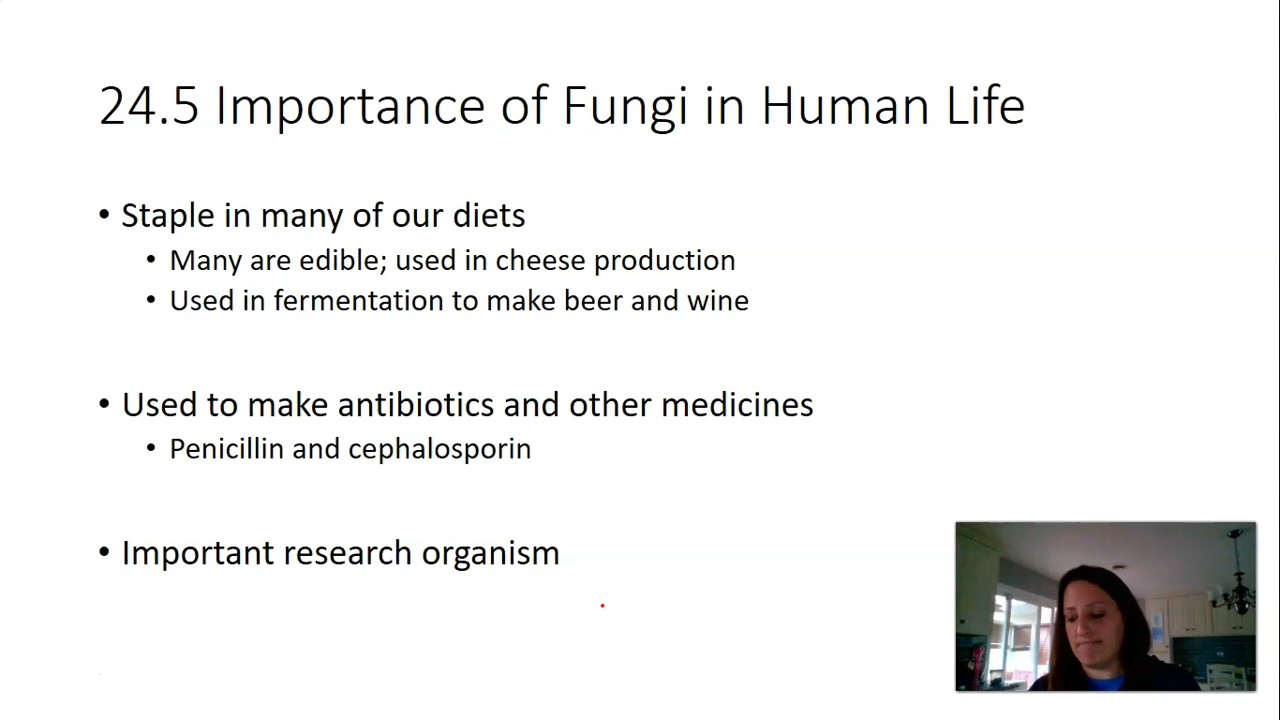 24.5 Importance of Fungi in Human Life
• Staple in many of our diets
• Many are edible; used in cheese production
• Used in fermentation to make beer and wine
• Used to make antibiotics and other medicines
• Penicillin and cephalosporin
• Important research organism